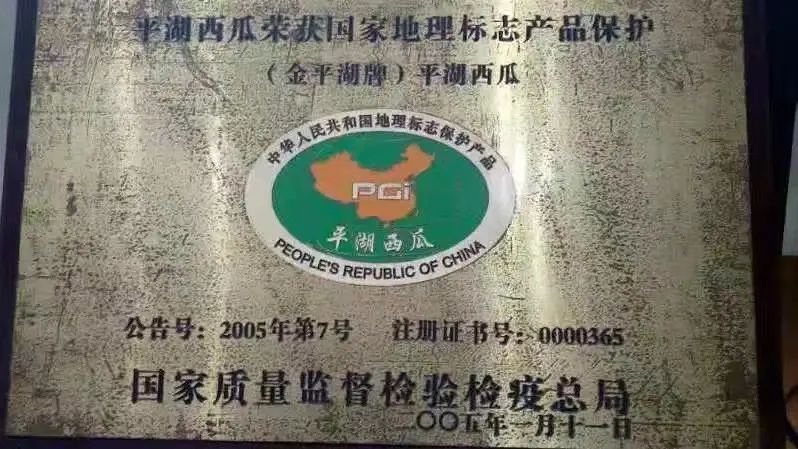 平湖西瓜荣获国家地理标志产品保护
（金平湖牌）平湖西瓜
中华人民共和国地理标志保护产品
PGi
平湖西瓜
PEOPLE'S REPUBLIC OF CHINA
公告号：2005年第7号 注册证书号：0000365
国家质量监督检验检疫总局
〇〇五年一月十一日